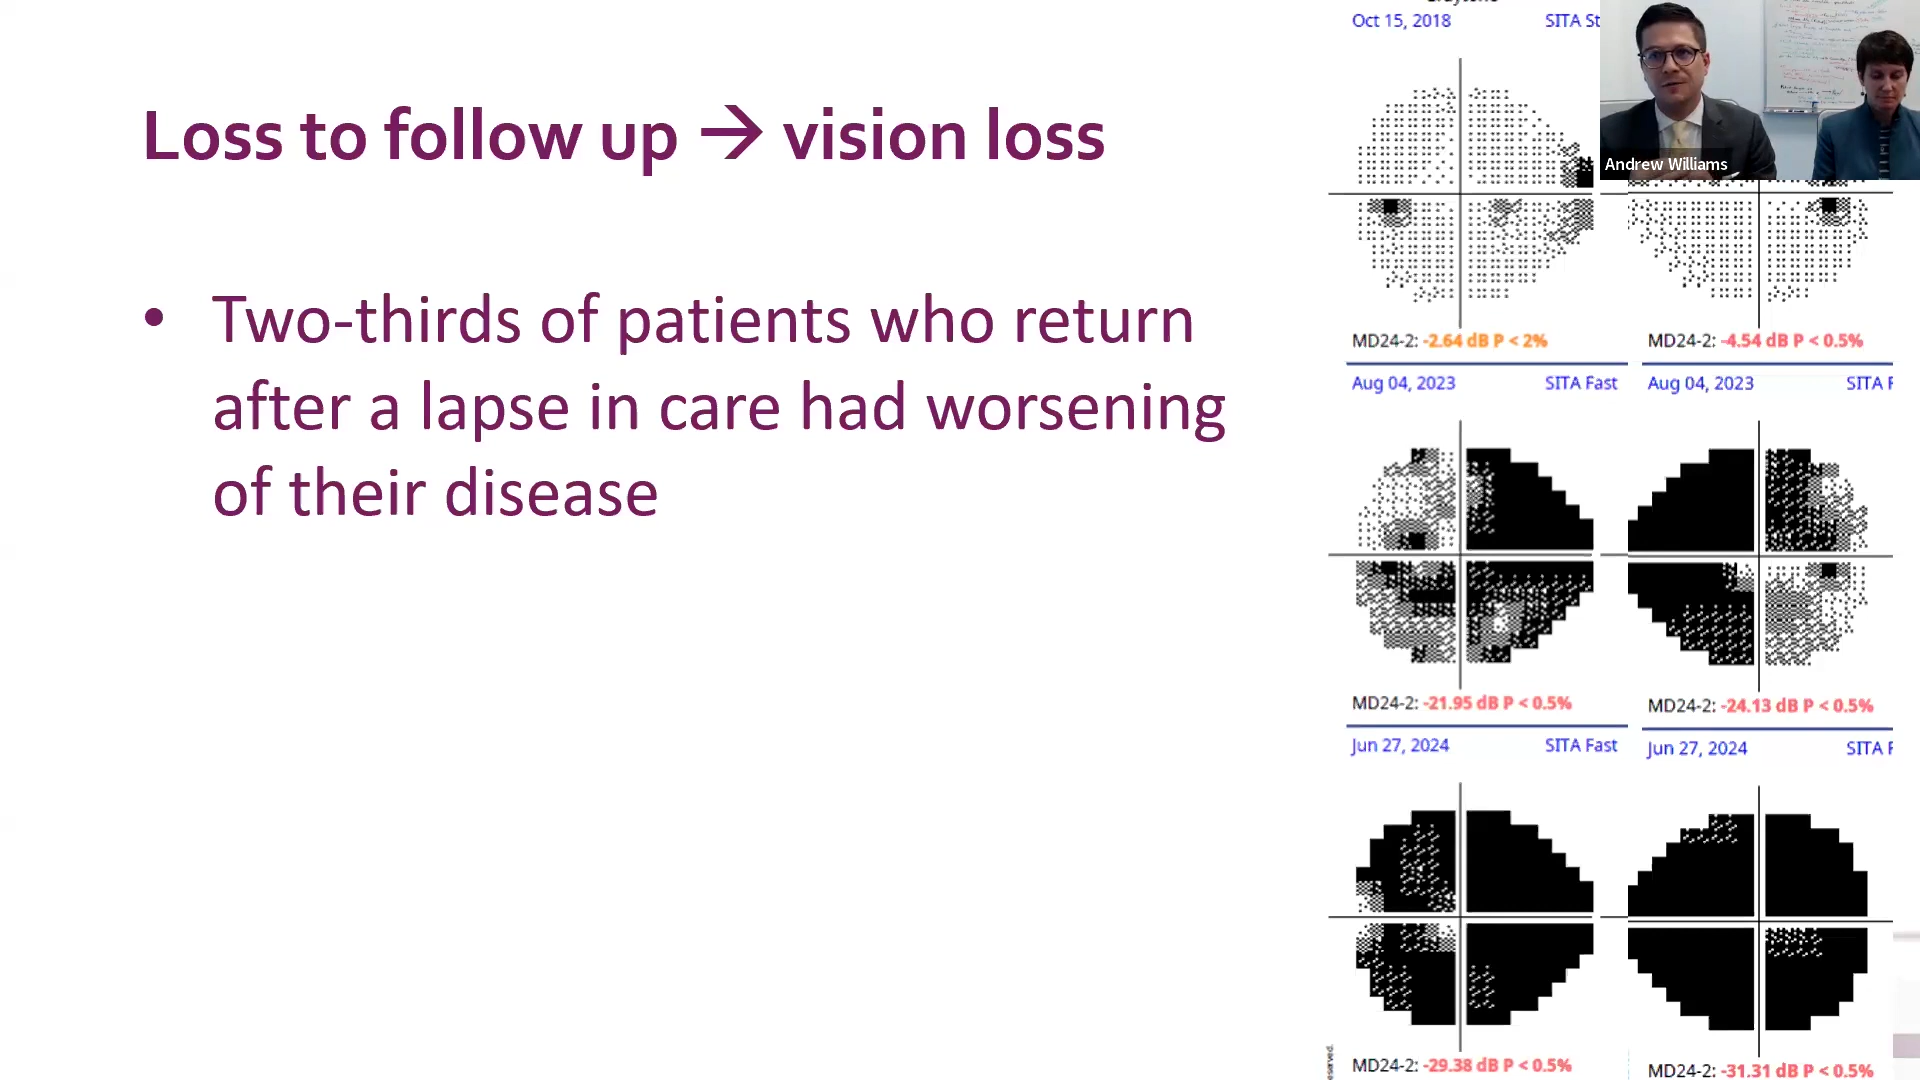 Loss to follow up → vision loss
• Two-thirds of patients who return
after a lapse in care had worsening
of their disease
Oct 15, 2018 SITA St
Andrew Williams
MD24-2: -2.64 dB P < 2%
MD24-2: -4.54 dB P < 0.5%
Aug 04, 2023 SITA Fast
Aug 04, 2023 SITA F
MD24-2: -21.95 dB P < 0.5%
MD24-2: -24.13 dB P < 0.5%
Jun 27, 2024 SITA Fast
Jun 27, 2024 SITA F
MD24-2: -29.38 dB P < 0.5%
MD24-2: -31.31 dB P < 0.5%